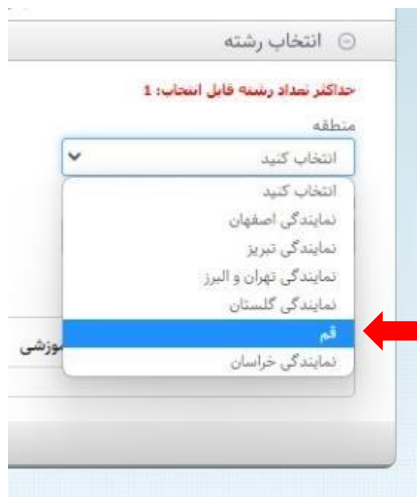 انتخاب رشته
حداکثر تعداد رشته قابل انتخاب: 1
منطقه
انتخاب کنید
انتخاب کنید
نمایندگی اصفهان
نمایندگی تبریز
نمایندگی تهران و البرز
نمایندگی گلستان
قم
نمایندگی خراسان